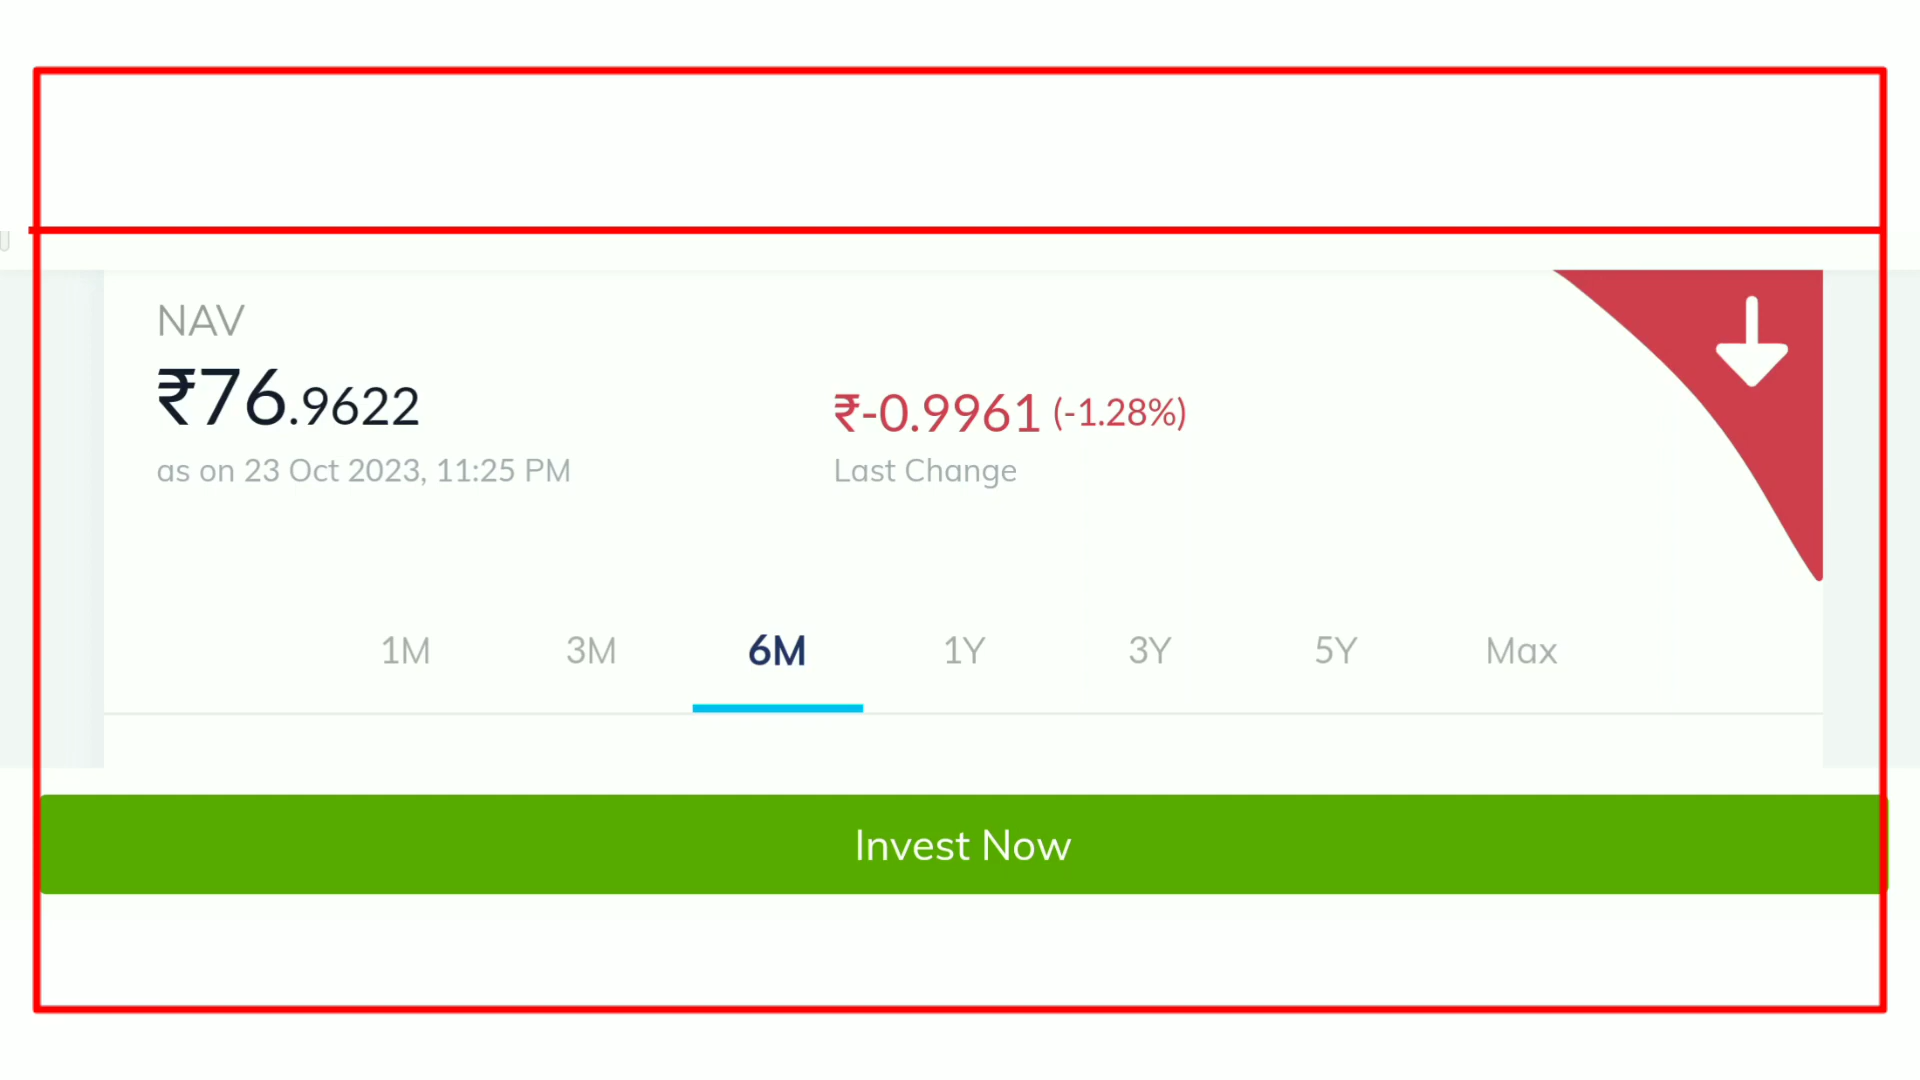 NAV
₹76.9622
₹-0.9961 (-1.28%)
as on 23 Oct 2023, 11:25 PM
Last Change
1M 3M 6M 1Y 3Y 5Y Max
Invest Now